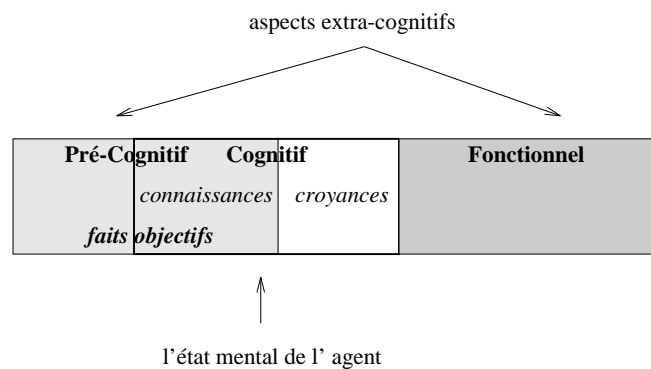 aspects extra-cognitifs
Pré-Cognitif Cognitif Fonctionnel
connaissances croyances
faits objectifs
l'état mental de l' agent